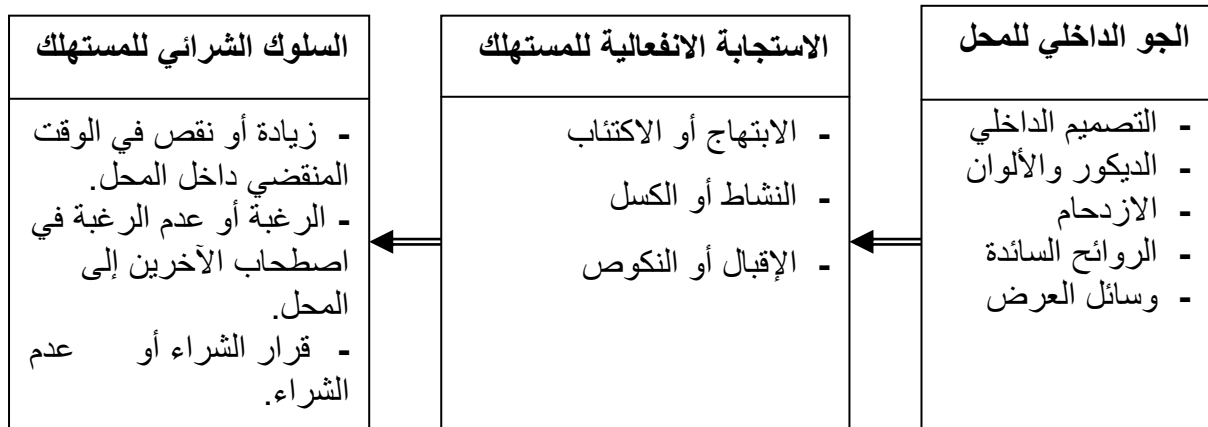 الجو الداخلي للمحل
- التصميم الداخلي
- الديكور والألوان
- الازدحام
- الروائح السائدة
- وسائل العرض
الاستجابة الانفعالية للمستهلك
- الابتهاج أو الاكتئاب
- النشاط أو الكسل
- الإقبال أو النكوص
السلوك الشرائي للمستهلك
- زيادة أو نقص في الوقت
المنقضي داخل المحل.
- الرغبة أو عدم الرغبة في
اصطحاب الآخرين إلى
المحل.
- قرار الشراء أو عدم
الشراء.